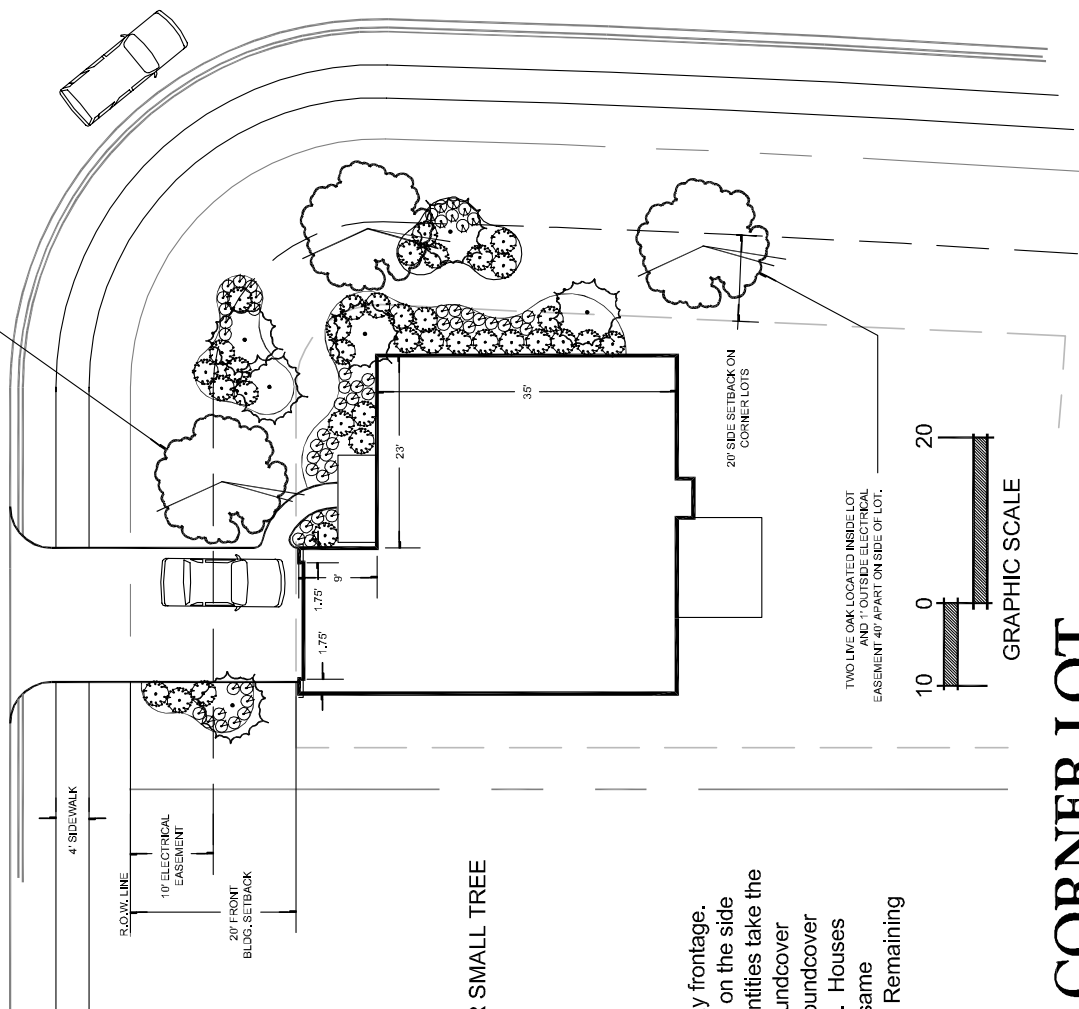 4' SIDEWALK
R.O.W. LINE
10' ELECTRICAL
EASEMENT
20' FRONT
BLDG. SETBACK
1.75'
1.75'
9'
23'
35'
20' SIDE SETBACK ON
CORNER LOTS
TWO LIVE OAK LOCATED INSIDE LOT
AND 1' OUTSIDE ELECTRICAL
EASEMENT 40' APART ON SIDE OF LOT.
10 0 20
GRAPHIC SCALE
CORNER LOT
R SMALL TREE
y frontage.
on the side
ntities take the
undcover
oundcover
. Houses
same
Remaining